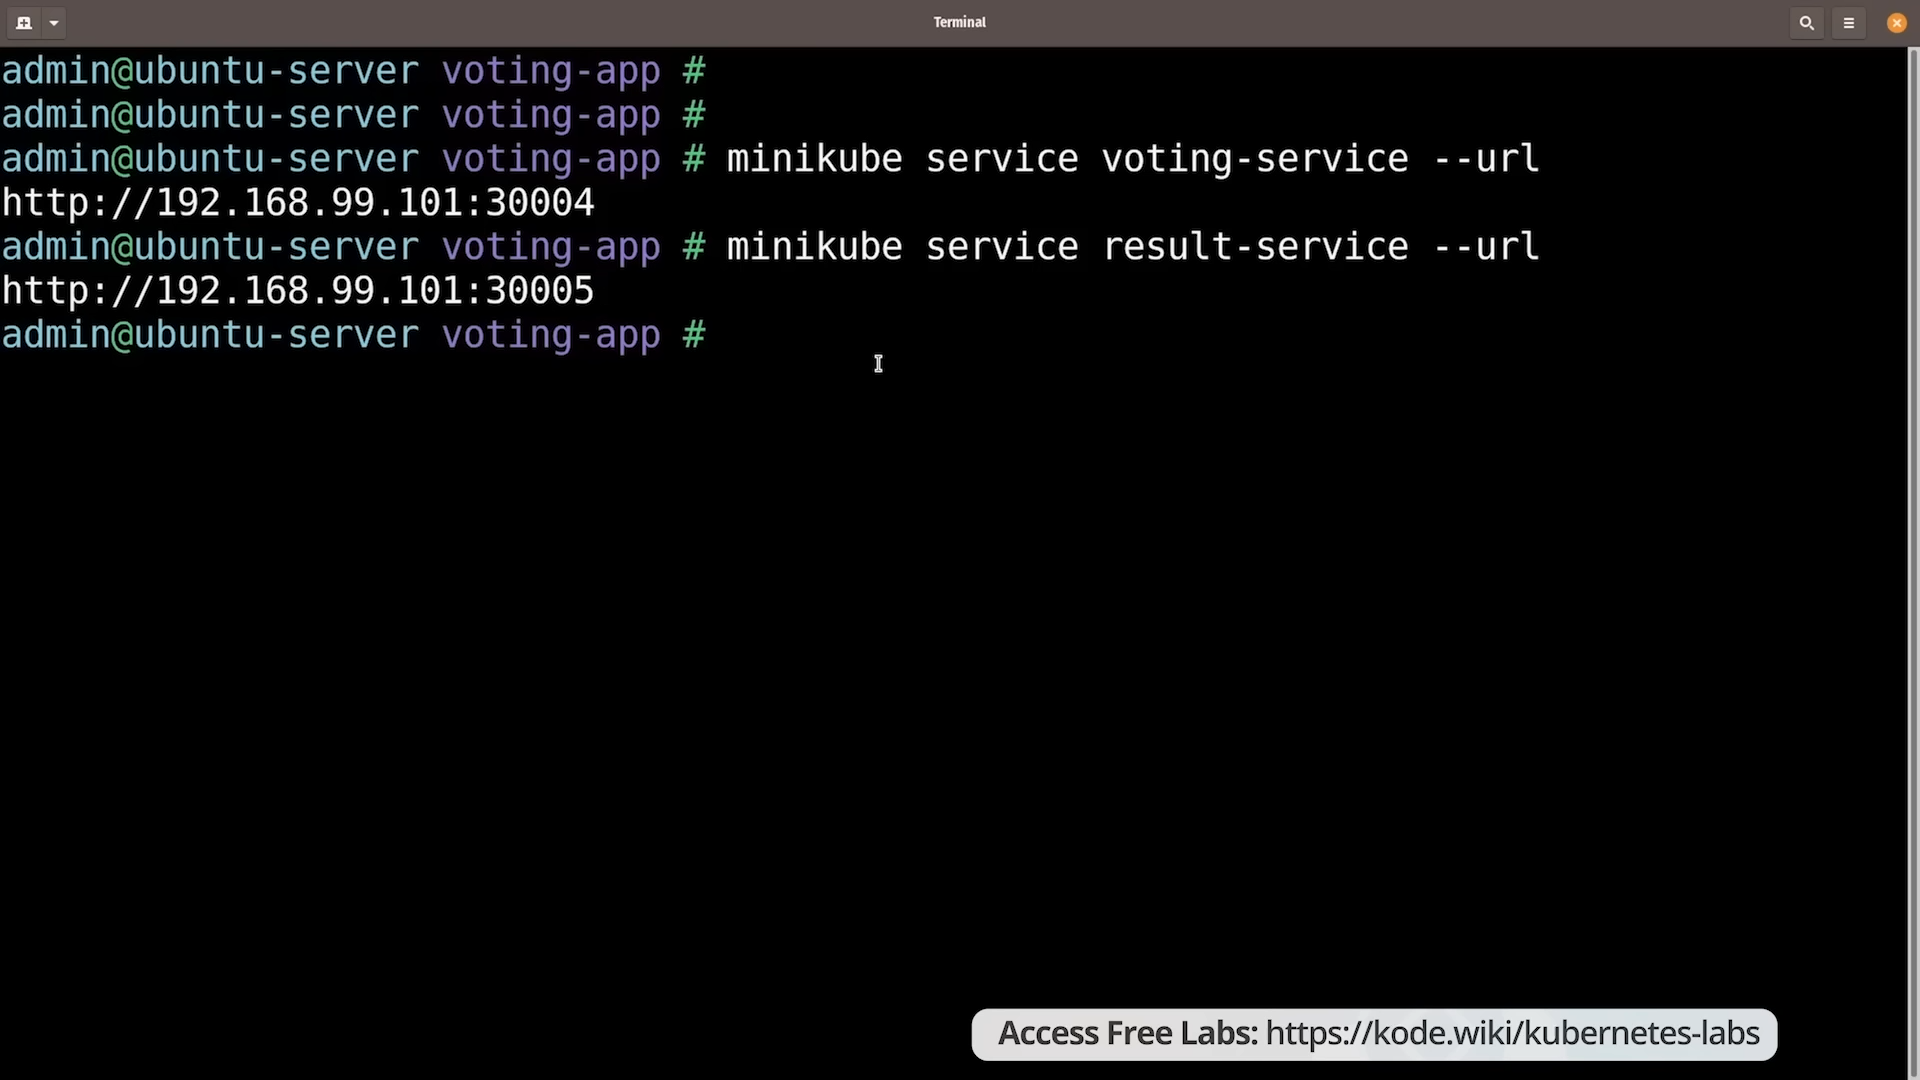 Terminal
admin@ubuntu-server voting-app #
admin@ubuntu-server voting-app #
admin@ubuntu-server voting-app # minikube service voting-service --url
http://192.168.99.101:30004
admin@ubuntu-server voting-app # minikube service result-service --url
http://192.168.99.101:30005
admin@ubuntu-server voting-app #
Access Free Labs: https://kode.wiki/kubernetes-labs